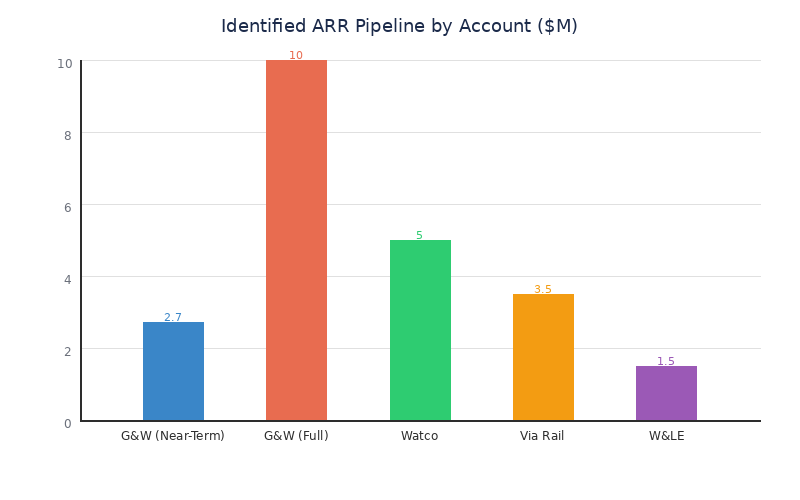 Identified ARR Pipeline by Account ($M)
10
8
6
4
2
0
2.7
10
5
3.5
1.5
G&W (Near-Term)
G&W (Full)
Watco
Via Rail
W&LE